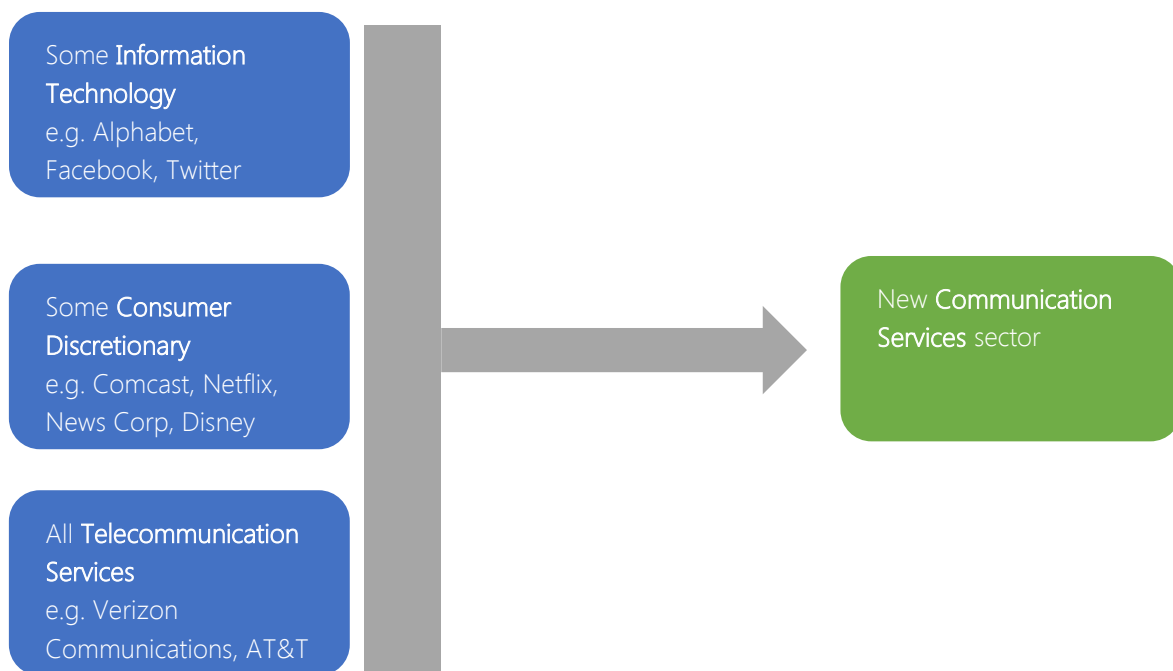 Some Information
Technology
e.g. Alphabet,
Facebook, Twitter
Some Consumer
Discretionary
e.g. Comcast, Netflix,
News Corp, Disney
All Telecommunication
Services
e.g. Verizon
Communications, AT&T
New Communication
Services sector